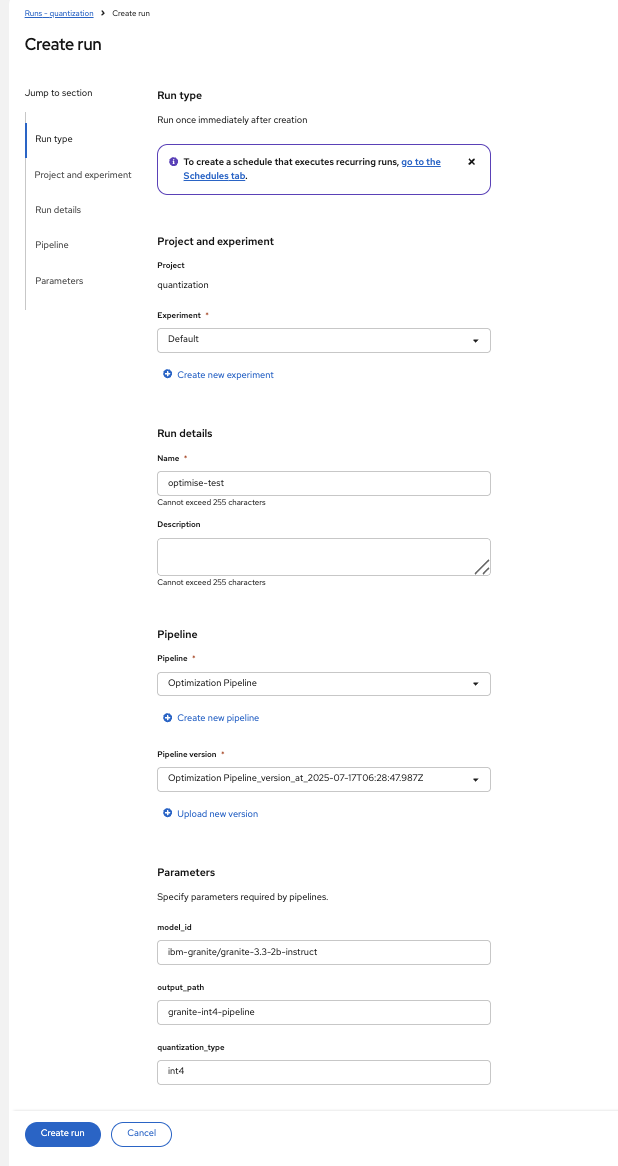 Runs - quantization > Create run
Create run
Jump to section
Run type
Project and experiment
Run details
Pipeline
Parameters
Run type
Run once immediately after creation
To create a schedule that executes recurring runs, go to the
Schedules tab.
Project and experiment
Project
quantization
Experiment *
Default
Create new experiment
Run details
Name *
optimise-test
Cannot exceed 255 characters
Description
Cannot exceed 255 characters
Pipeline
Pipeline *
Optimization Pipeline
Create new pipeline
Pipeline version *
Optimization Pipeline_version_at_2025-07-17T06:28:47.987Z
Upload new version
Parameters
Specify parameters required by pipelines.
model_id
ibm-granite/granite-3.3-2b-instruct
output_path
granite-int4-pipeline
quantization_type
int4
Create run
Cancel